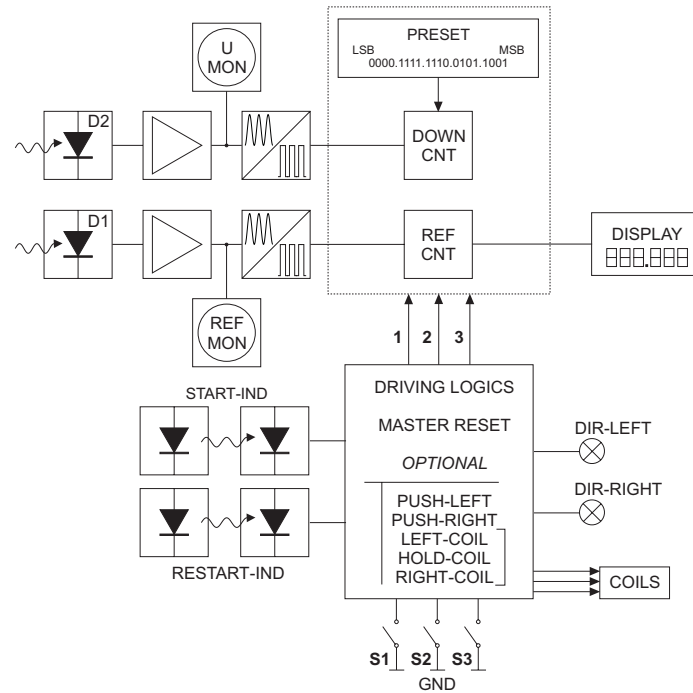 U
MON
PRESET
LSB MSB
0000.1111.1110.0101.1001
D2
DOWN
CNT
D1
REF
CNT
DISPLAY
888.888
REF
MON
1 2 3
START-IND
DRIVING LOGICS
MASTER RESET
OPTIONAL
DIR-LEFT
DIR-RIGHT
PUSH-LEFT
PUSH-RIGHT
LEFT-COIL
HOLD-COIL
RIGHT-COIL
RESTART-IND
COILS
S1 S2 S3
GND